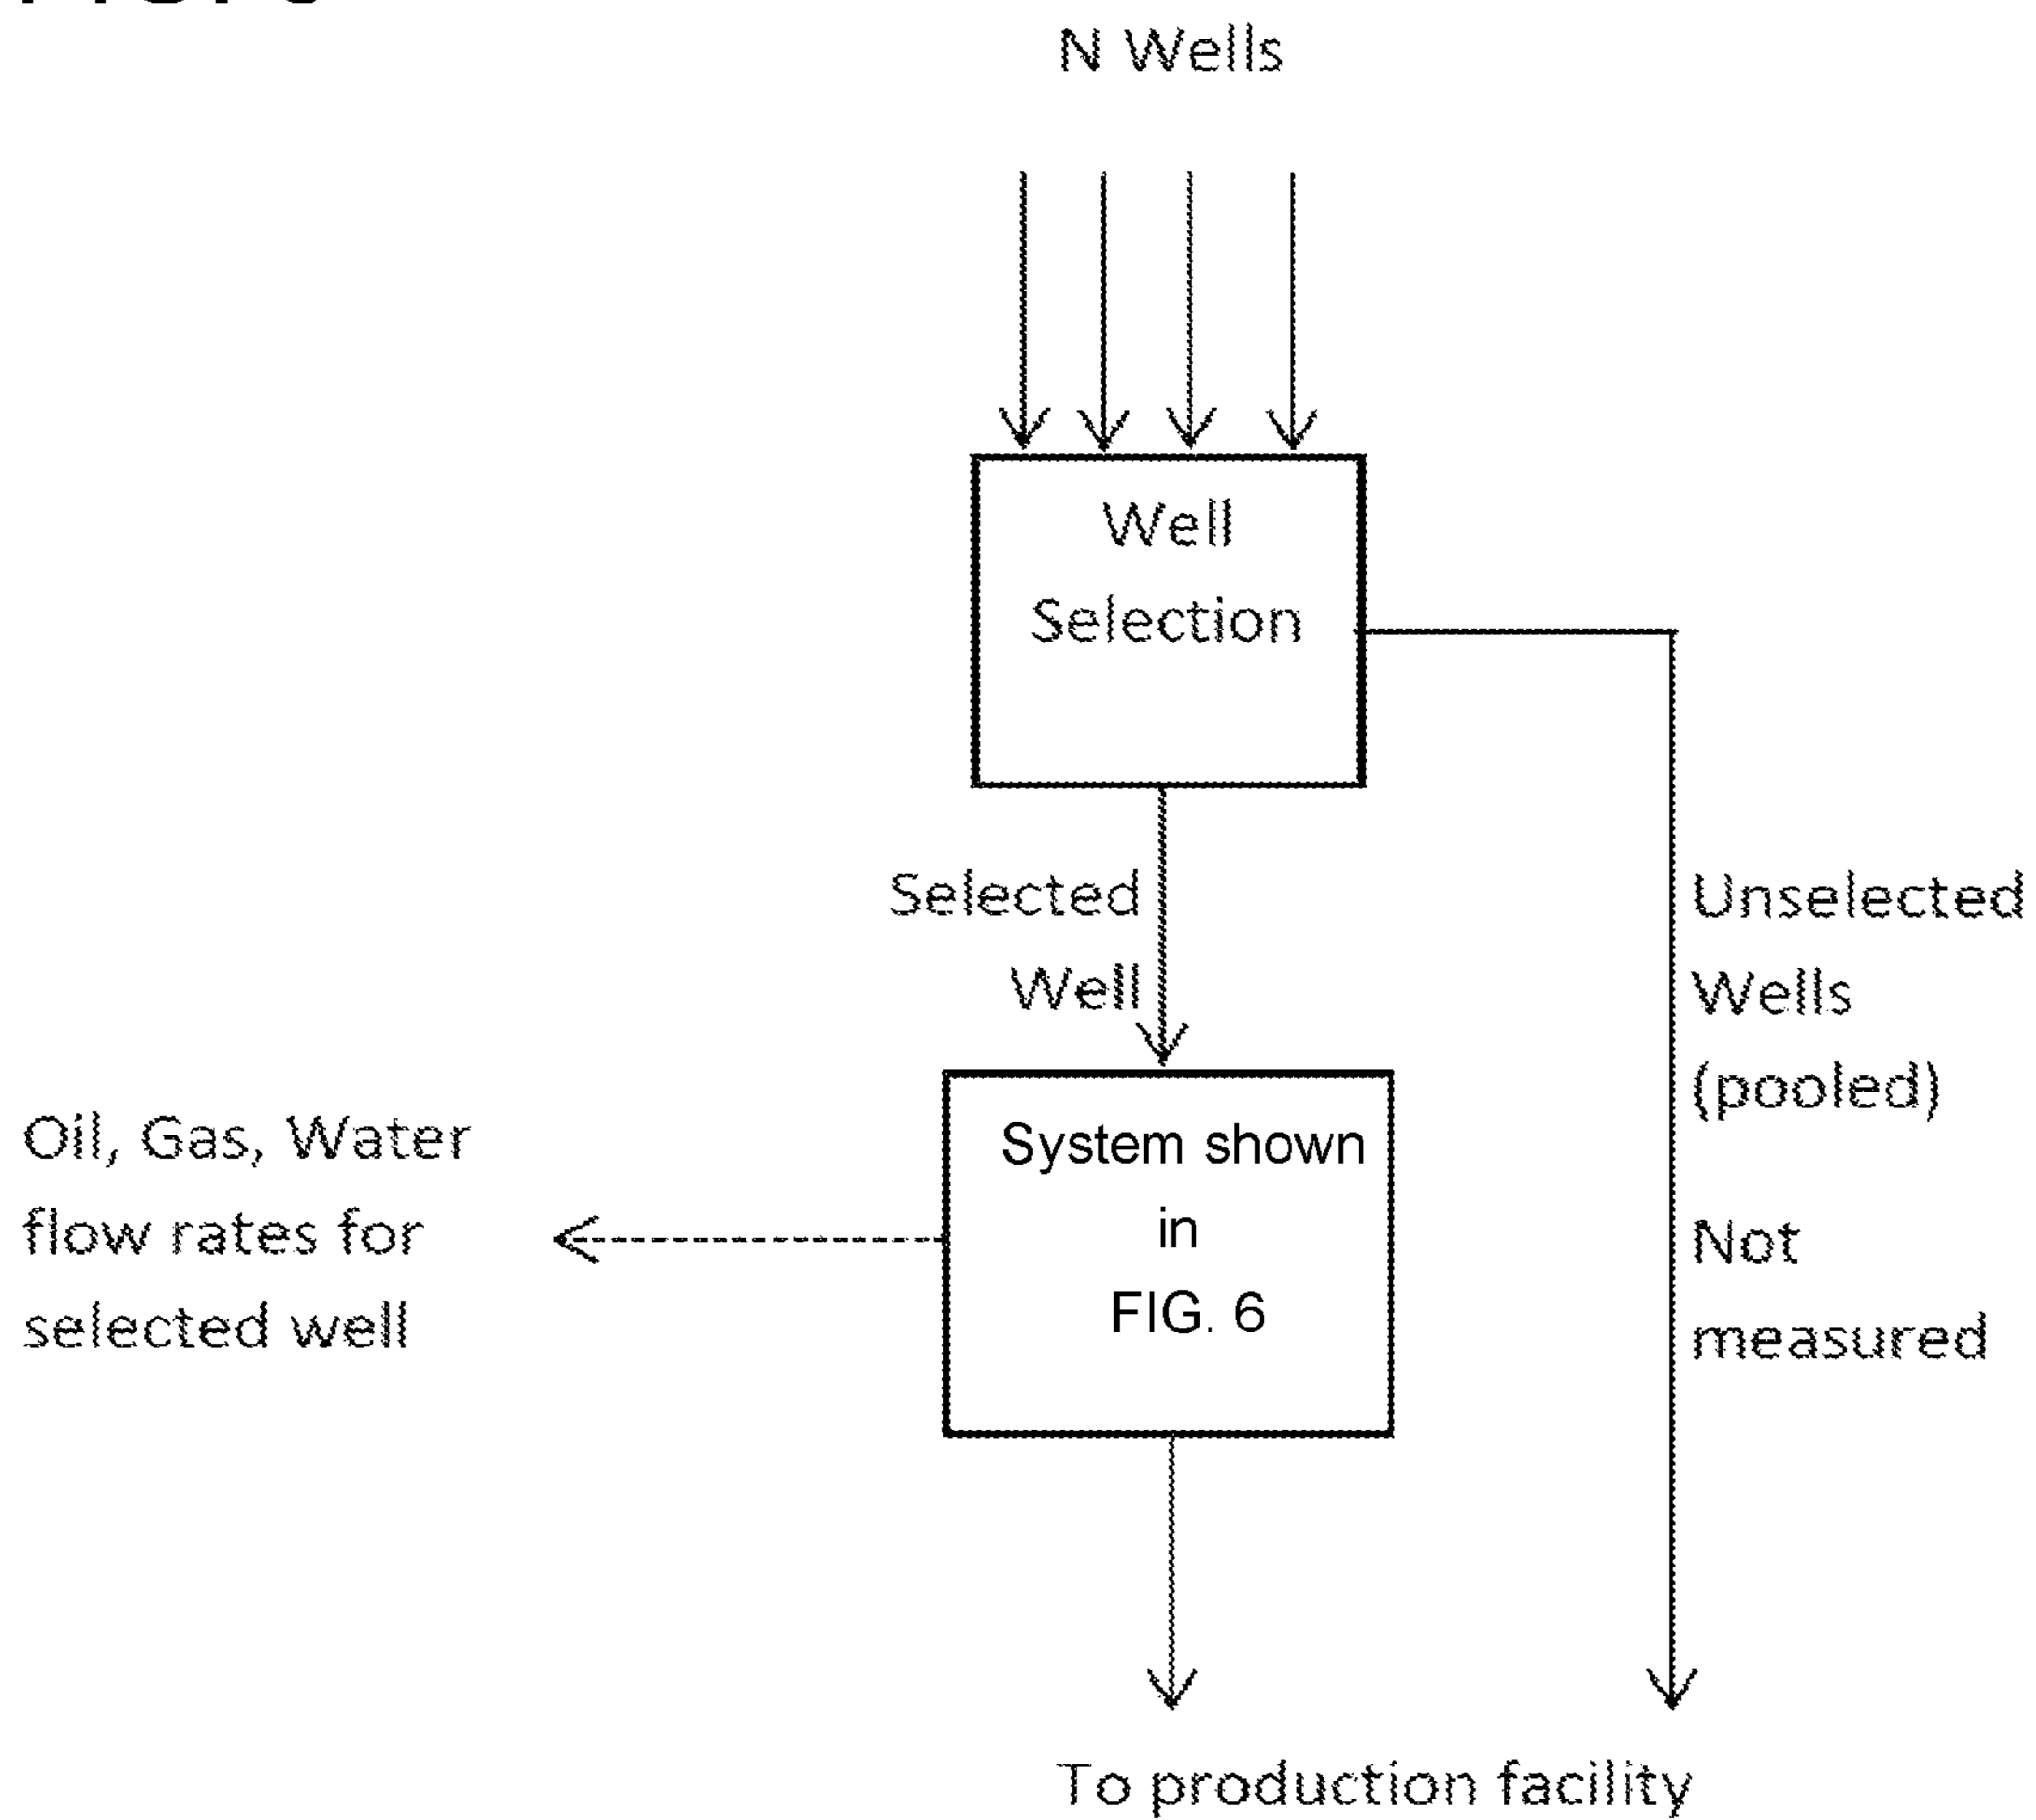 N Wells
Well
Selection
Selected
Well
Unselected
Wells
(pooled)
Not
measured
Oil, Gas, Water
flow rates for
selected well
System shown
in
FIG. 6
To production facility